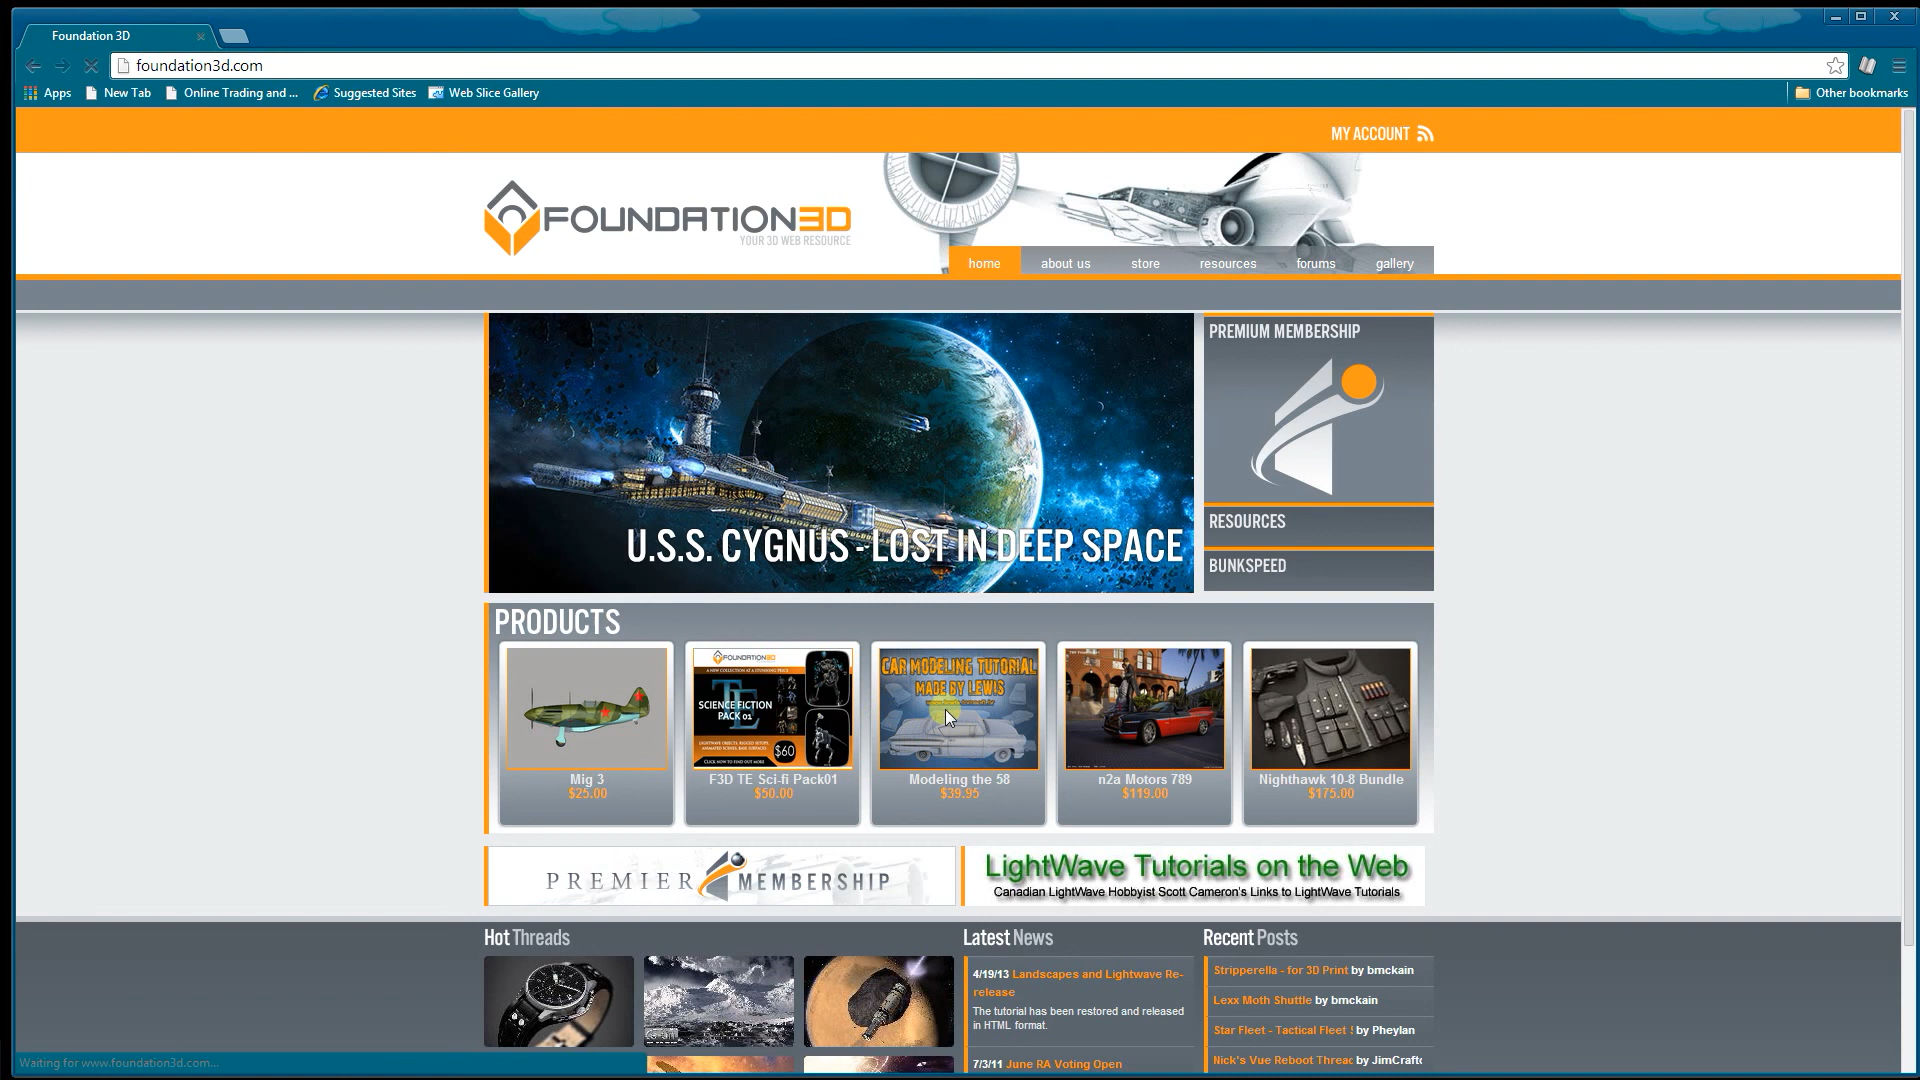 Foundation 3D
foundation3d.com
Apps New Tab Online Trading and ... Suggested Sites Web Slice Gallery Other bookmarks
MY ACCOUNT
FOUNDATION3D
YOUR 3D WEB RESOURCE
home about us store resources forums gallery
U.S.S. CYGNUS - LOST IN DEEP SPACE
PREMIUM MEMBERSHIP
RESOURCES
BUNKSPEED
PRODUCTS
FOUNDATION3D
A NEW COLLECTION AT A STUNNING PRICE
TE
SCIENCE FICTION
PACK 01
LIGHTWAVE OBJECTS, RIGGED SETUPS,
ANIMATED SCENES, BASE SURFACES
$60
CLICK NOW TO FIND OUT MORE
CAR MODELING TUTORIAL
MADE BY LEWIS
Mig 3
$25.00
F3D TE Sci-fi Pack01
$50.00
Modeling the 58
$39.95
n2a Motors 789
$119.00
Nighthawk 10-8 Bundle
$175.00
PREMIER MEMBERSHIP
LightWave Tutorials on the Web
Canadian LightWave Hobbyist Scott Cameron's Links to LightWave Tutorials
Hot Threads
Latest News
4/19/13 Landscapes and Lightwave Re-
release
The tutorial has been restored and released
in HTML format.
7/3/11 June RA Voting Open
Recent Posts
Stripperella - for 3D Print by bmckain
Lexx Moth Shuttle by bmckain
Star Fleet - Tactical Fleet by Pheylan
Nick's Vue Reboot Threac by JimCraft
Waiting for www.foundation3d.com...